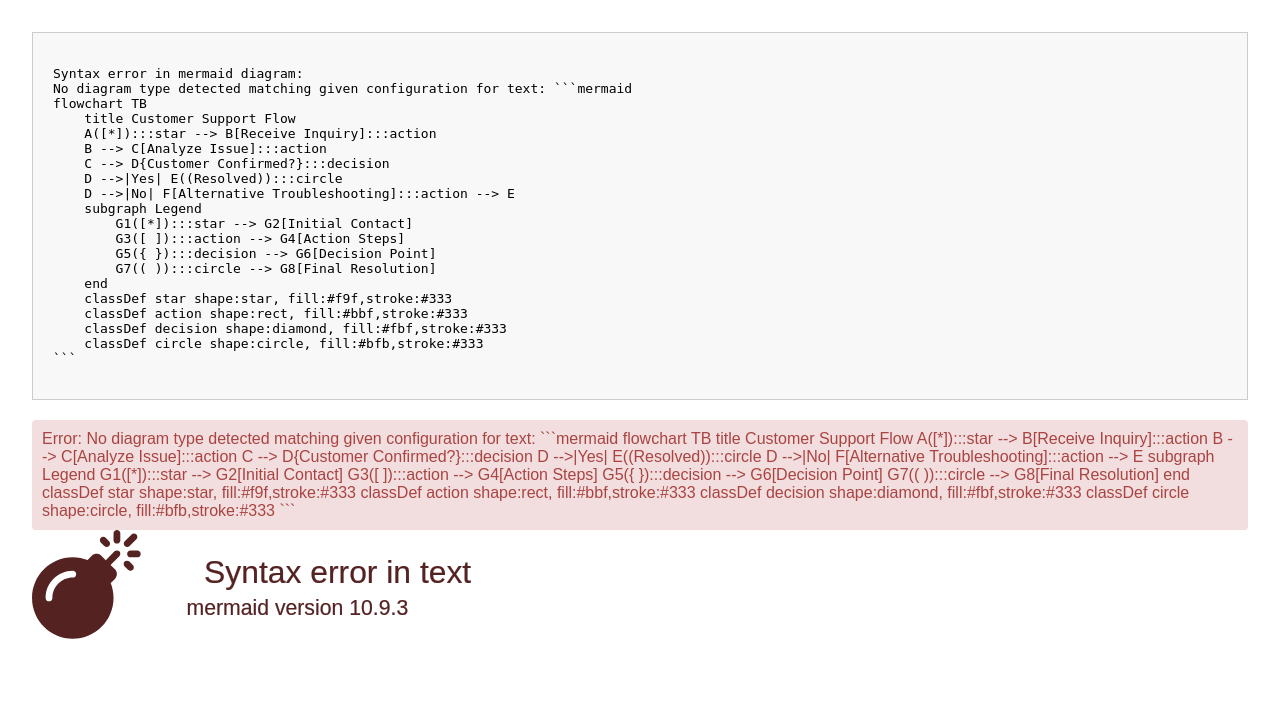 Syntax error in mermaid diagram:
No diagram type detected matching given configuration for text: ```mermaid
flowchart TB
    title Customer Support Flow
    A([*]):::star --> B[Receive Inquiry]:::action
    B --> C[Analyze Issue]:::action
    C --> D{Customer Confirmed?}:::decision
    D -->|Yes| E((Resolved)):::circle
    D -->|No| F[Alternative Troubleshooting]:::action --> E
    subgraph Legend
        G1([*]):::star --> G2[Initial Contact]
        G3([ ]):::action --> G4[Action Steps]
        G5({ }):::decision --> G6[Decision Point]
        G7(( )):::circle --> G8[Final Resolution]
    end
    classDef star shape:star, fill:#f9f,stroke:#333
    classDef action shape:rect, fill:#bbf,stroke:#333
    classDef decision shape:diamond, fill:#fbf,stroke:#333
    classDef circle shape:circle, fill:#bfb,stroke:#333
```
Error: No diagram type detected matching given configuration for text: ```mermaid flowchart TB title Customer Support Flow A([*]):::star --> B[Receive Inquiry]:::action B -
-> C[Analyze Issue]:::action C --> D{Customer Confirmed?}:::decision D -->|Yes| E((Resolved)):::circle D -->|No| F[Alternative Troubleshooting]:::action --> E subgraph
Legend G1([*]):::star --> G2[Initial Contact] G3([ ]):::action --> G4[Action Steps] G5({ }):::decision --> G6[Decision Point] G7(( )):::circle --> G8[Final Resolution] end
classDef star shape:star, fill:#f9f,stroke:#333 classDef action shape:rect, fill:#bbf,stroke:#333 classDef decision shape:diamond, fill:#fbf,stroke:#333 classDef circle
shape:circle, fill:#bfb,stroke:#333 ```
Syntax error in text
mermaid version 10.9.3